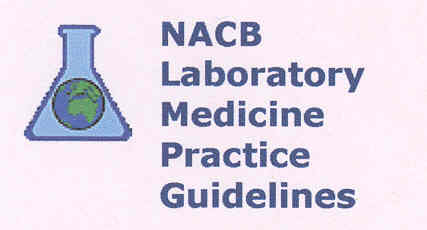 NACB
Laboratory
Medicine
Practice
Guidelines